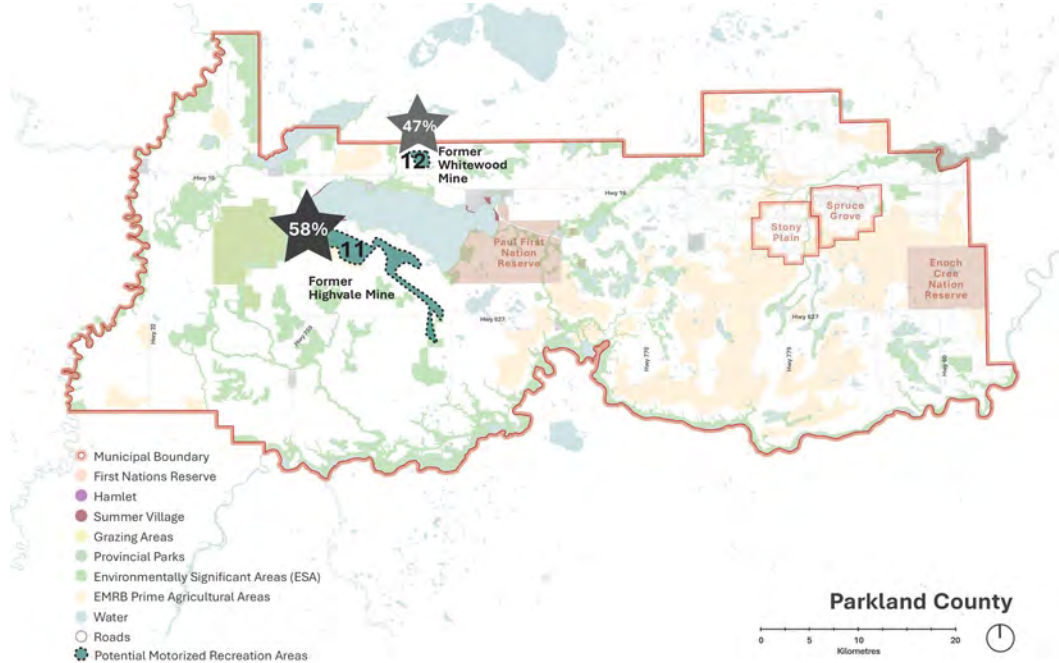 47%
12
Former
Whitewood
Mine
Hwy 16
Hwy 16
58%
11
Former
Highvale Mine
Paul First
Nation
Reserve
Stony
Plain
Spruce
Grove
Enoch
Cree
Nation
Reserve
Hwy 22
Hwy 759
Hwy 627
Hwy 770
Hwy 779
Hwy 627
Hwy 60
Municipal Boundary
First Nations Reserve
Hamlet
Summer Village
Grazing Areas
Provincial Parks
Environmentally Significant Areas (ESA)
EMRB Prime Agricultural Areas
Water
Roads
Potential Motorized Recreation Areas
Parkland County
0 5 10 20
Kilometres